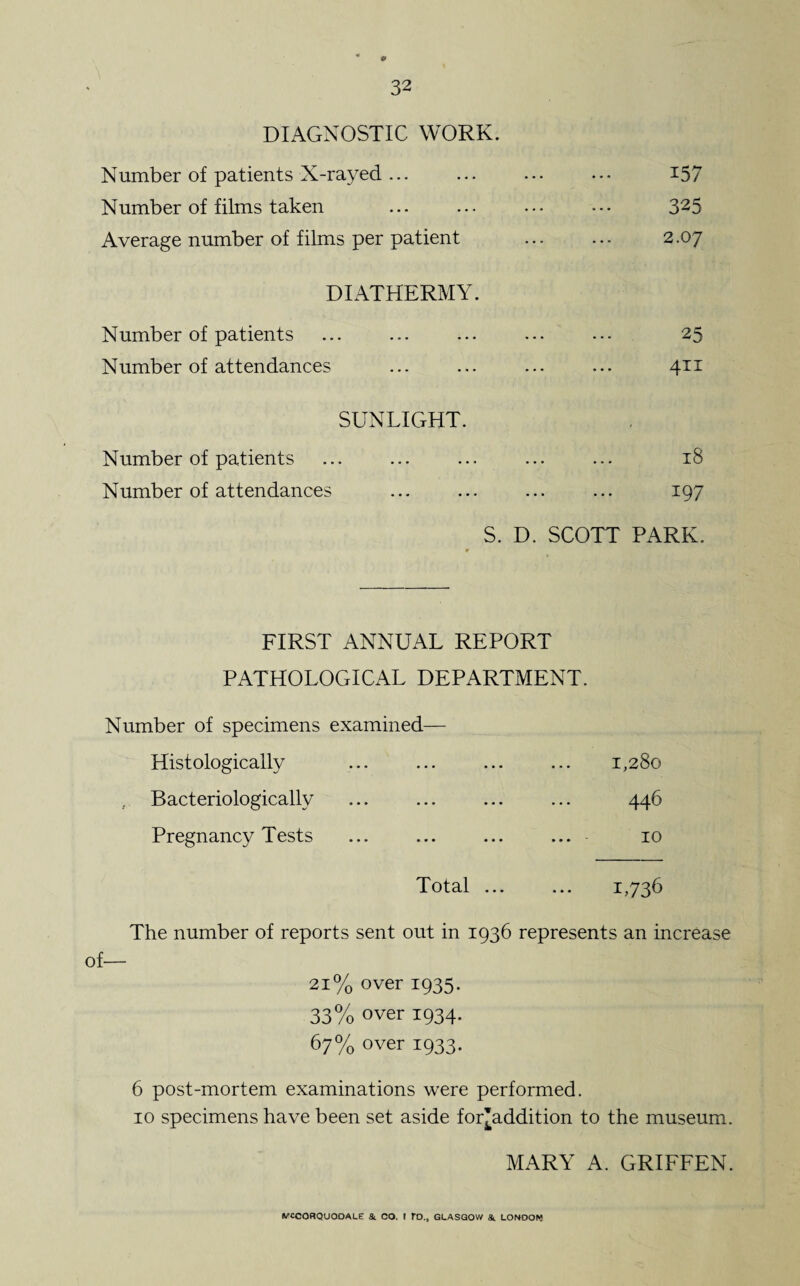 32
DIAGNOSTIC WORK.
Number of patients X-rayed ... ... ... ... 157
Number of films taken ... ... ... ... 325
Average number of films per patient ... ... 2.07
DIATHERMY.
Number of patients ... ... ... ... ... 25
Number of attendances ... ... ... ... 411
SUNLIGHT.
Number of patients ... ... ... ... ... 18
Number of attendances ... ... ... ... 197
S. D. SCOTT PARK.
FIRST ANNUAL REPORT
PATHOLOGICAL DEPARTMENT.
Number of specimens examined—
Histologically ... ... ... ... 1,280
Bacteriologically ... ... ... ... 446
Pregnancy Tests ... ... ... ... 10
Total ... ... 1,736
The number of reports sent out in 1936 represents an increase
of—
21% over 1935.
33% over 1934.
67% over 1933.
6 post-mortem examinations were performed.
10 specimens have been set aside for addition to the museum.
MARY A. GRIFFEN.
McCORQUODALE & CO. LTD., GLASGOW & LONDON